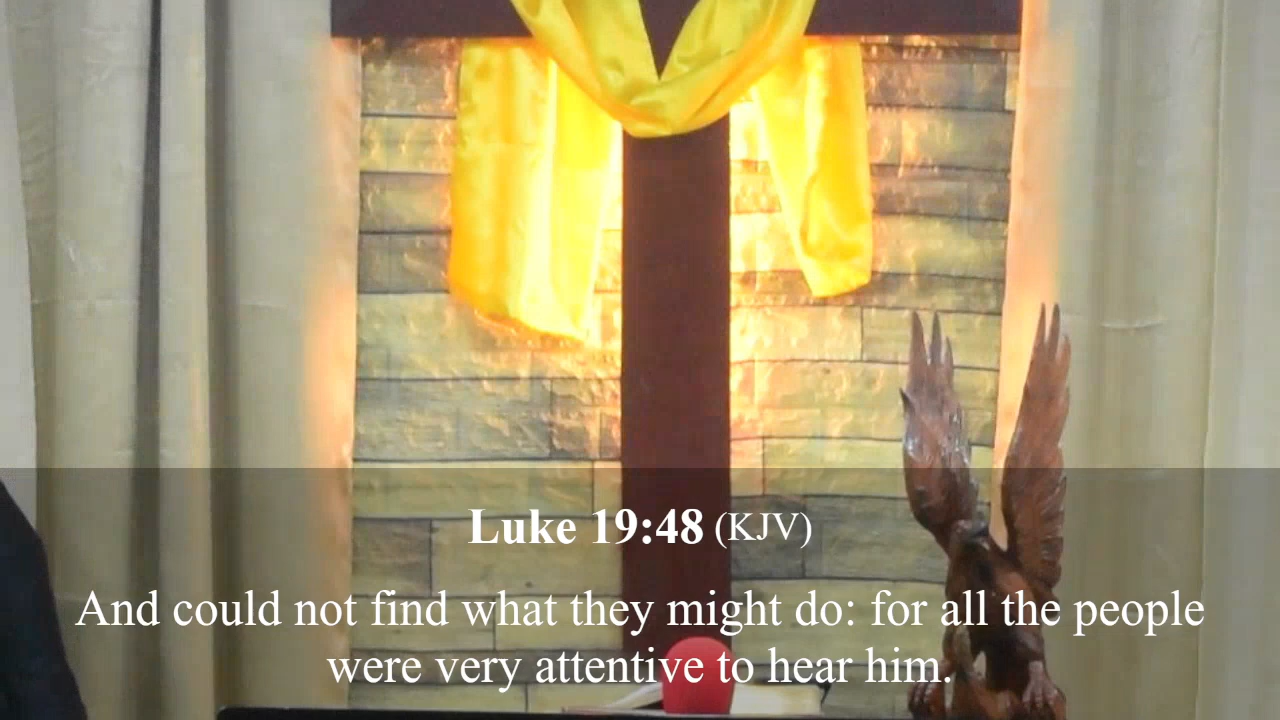 Luke 19:48 (KJV)
And could not find what they might do: for all the people
were very attentive to hear him.